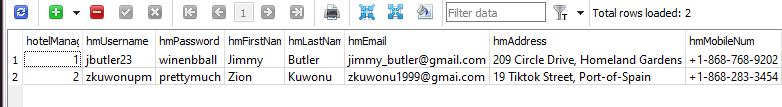 1 Filter data Total rows loaded: 2
hotelManag hmUsername hmPassword hmFirstNam hmLastNam hmEmail hmAddress hmMobileNum
1 1 jbutler23 winenbball Jimmy Butler jimmy_butler@gmail.com 209 Circle Drive, Homeland Gardens +1-868-768-9202
2 2 zkuwonupm prettymuch Zion Kuwonu zkuwonu1999@gmai.com 19 Tiktok Street, Port-of-Spain +1-868-283-3454